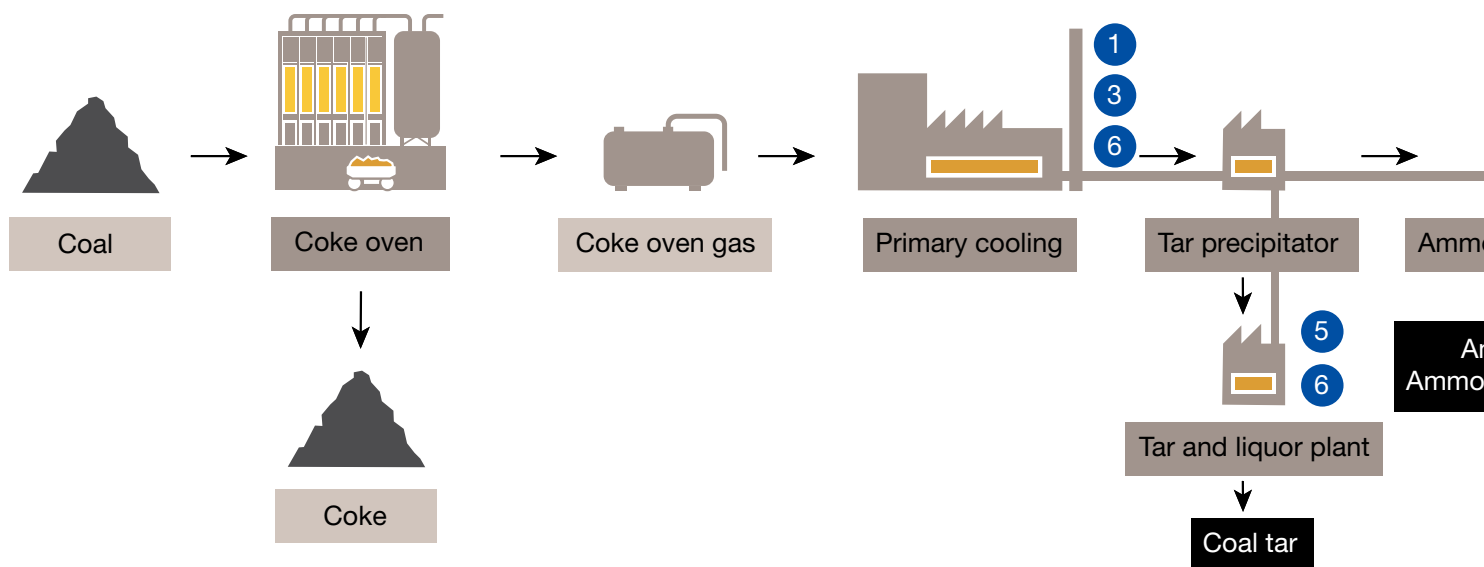 1
3
6
Coal
Coke oven
Coke oven gas
Primary cooling
Tar precipitator
5
6
Tar and liquor plant
Coke
Coal tar